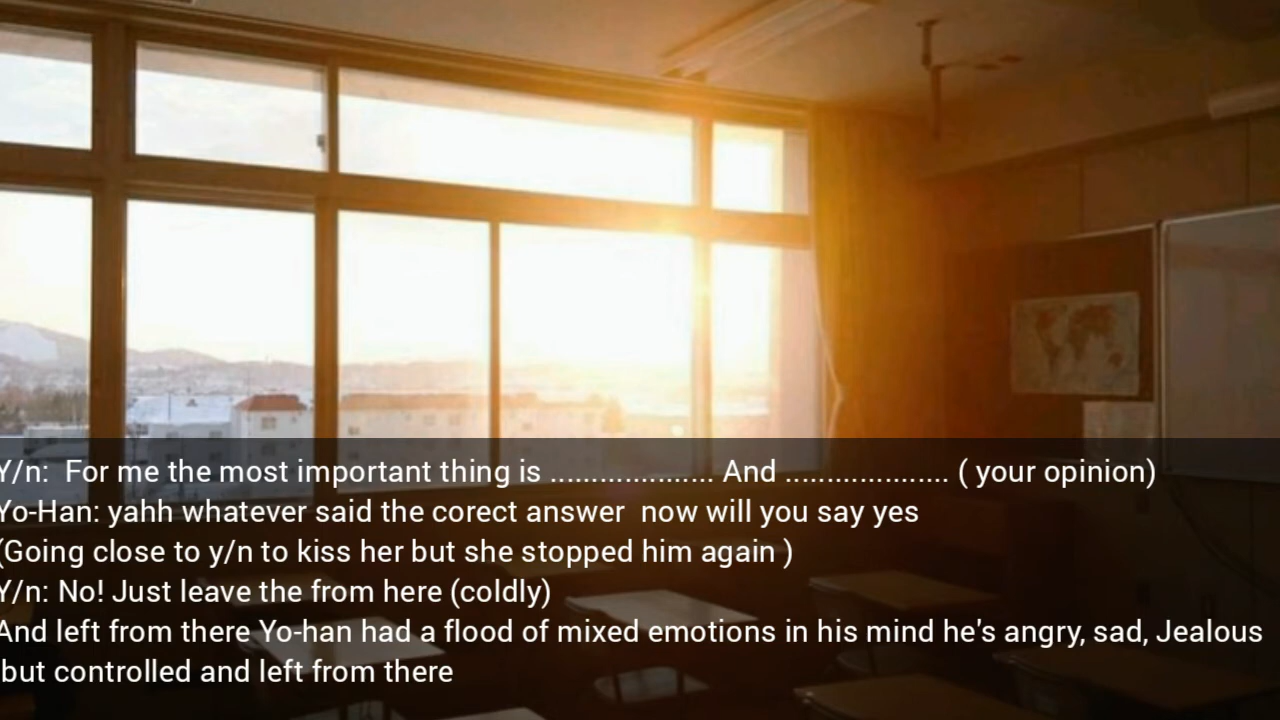 Y/n:  For me the most important thing is .................... And .................... ( your opinion)
Yo-Han: yahh whatever said the corect answer  now will you say yes
(Going close to y/n to kiss her but she stopped him again )
Y/n: No! Just leave the from here (coldly)
And left from there Yo-han had a flood of mixed emotions in his mind he's angry, sad, Jealous
but controlled and left from there